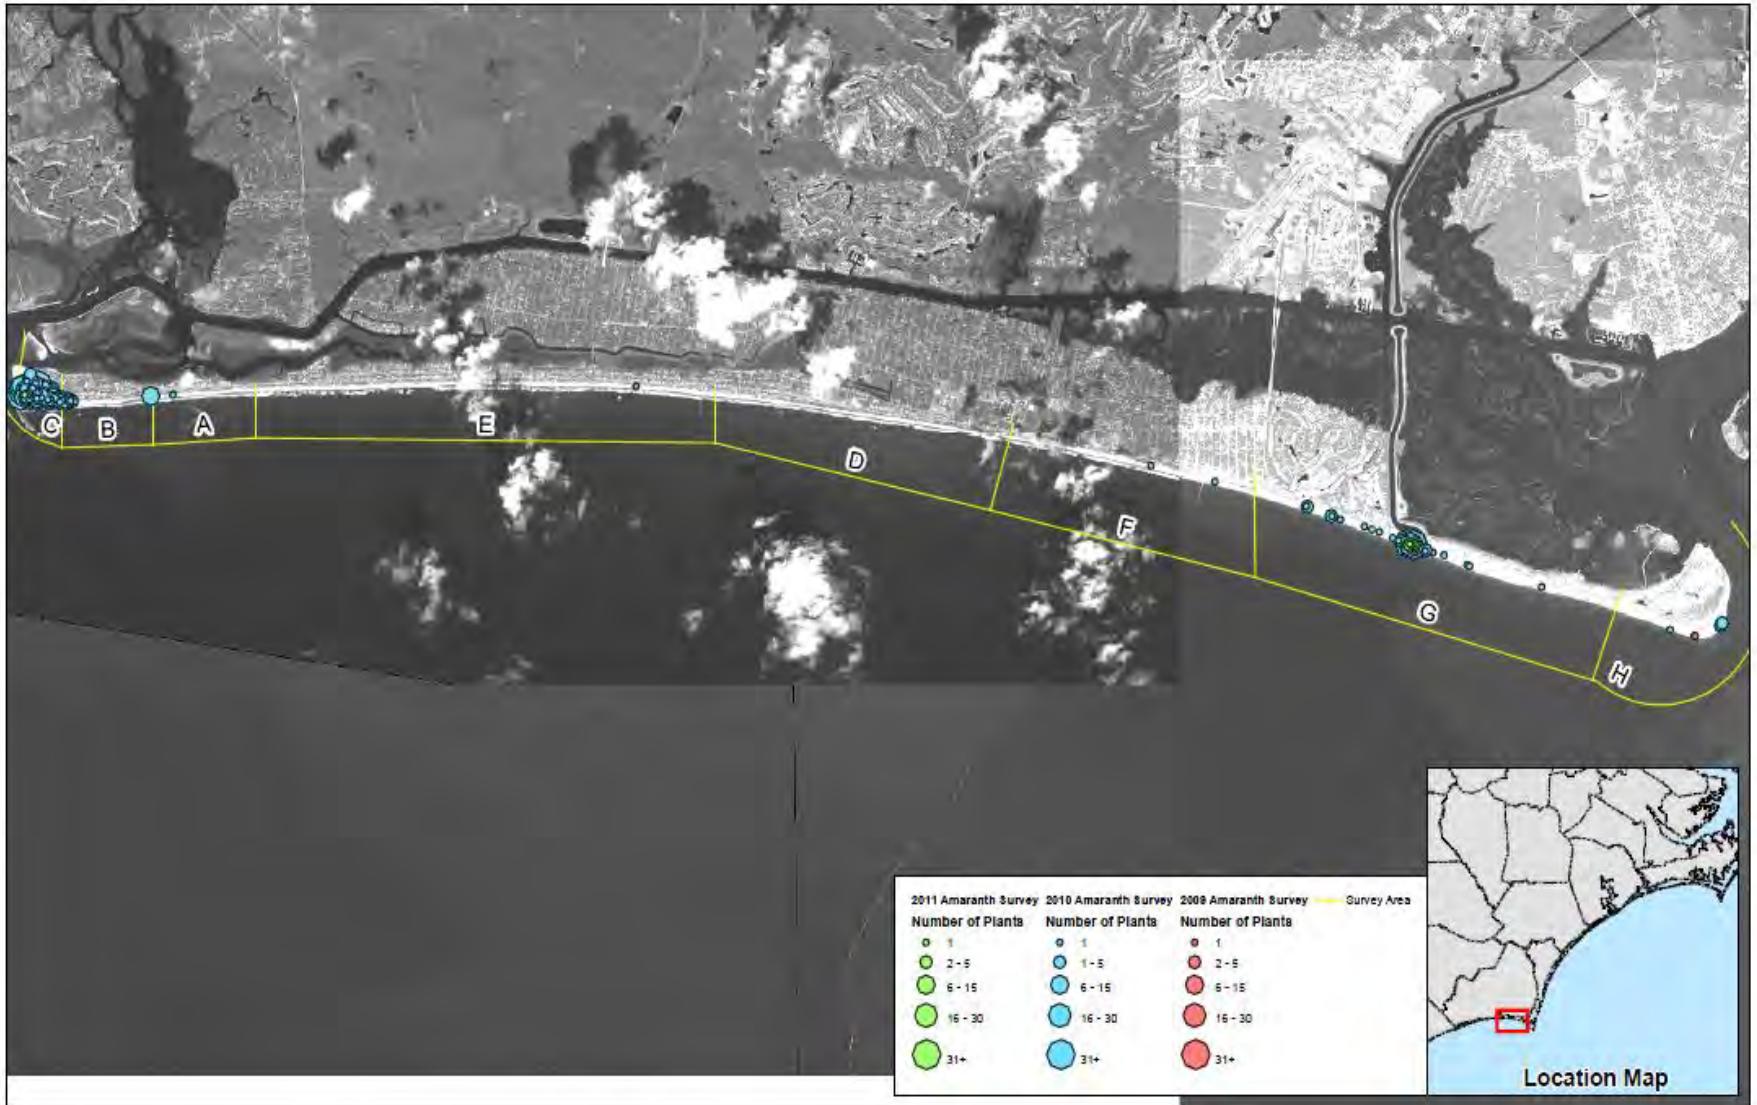 C
B
A
E
D
F
G
H
2011 Amaranth Survey 2010 Amaranth Survey 2009 Amaranth Survey Survey Area
Number of Plants Number of Plants Number of Plants
1 1 1
2 - 5 1 - 5 2 - 5
6 - 15 6 - 15 6 - 15
16 - 30 16 - 30 16 - 30
31+ 31+ 31+
Location Map